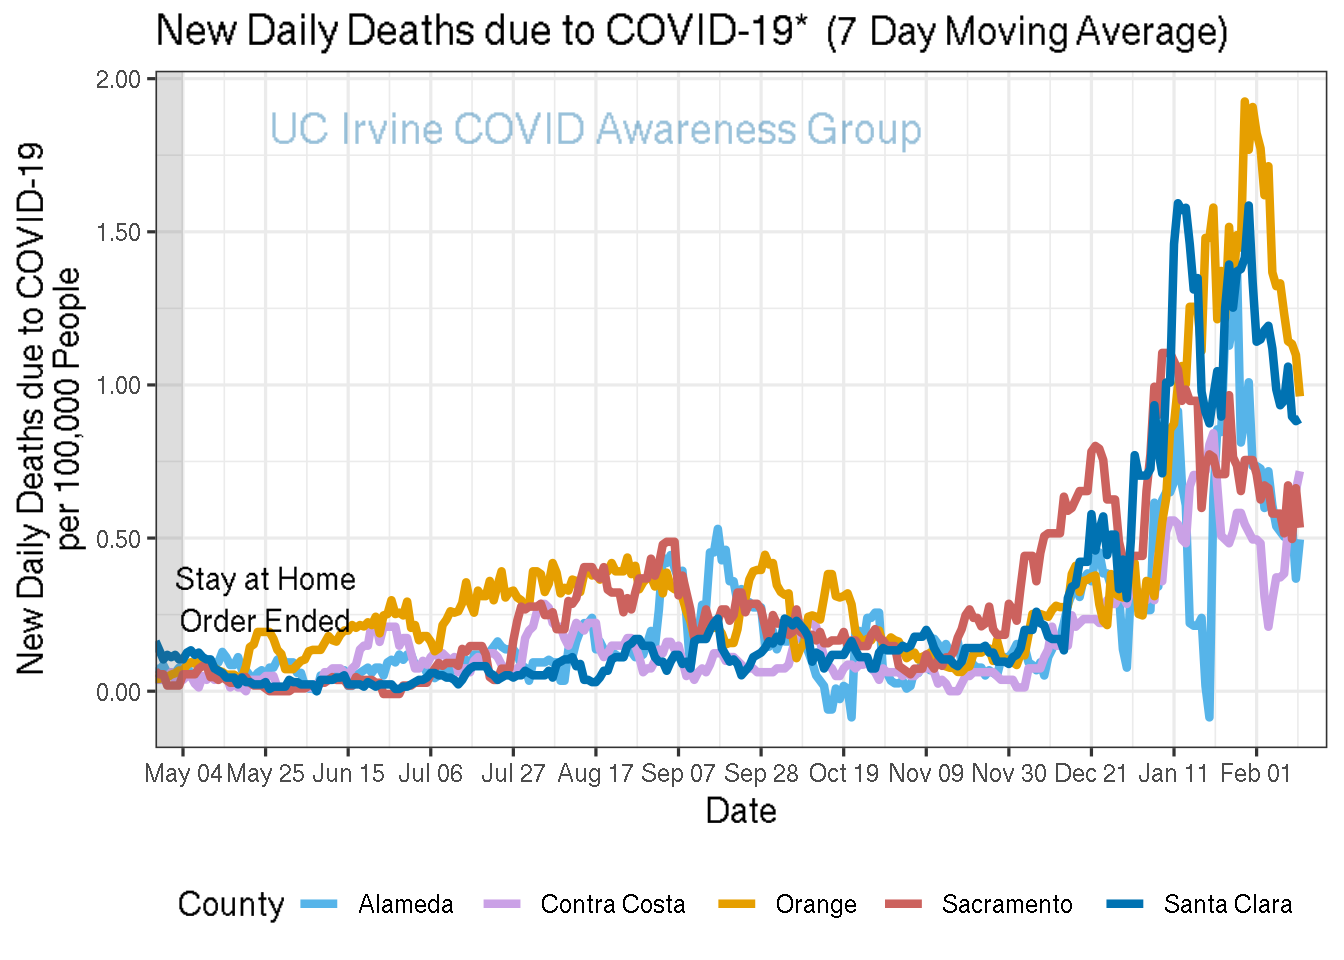 New Daily Deaths due to COVID-19* (7 Day Moving Average)
UC Irvine COVID Awareness Group
New Daily Deaths due to COVID-19
per 100,000 People
2.00
1.50
1.00
0.50
0.00
Stay at Home
Order Ended
May 04 May 25 Jun 15 Jul 06 Jul 27 Aug 17 Sep 07 Sep 28 Oct 19 Nov 09 Nov 30 Dec 21 Jan 11 Feb 01
Date
County Alameda Contra Costa Orange Sacramento Santa Clara